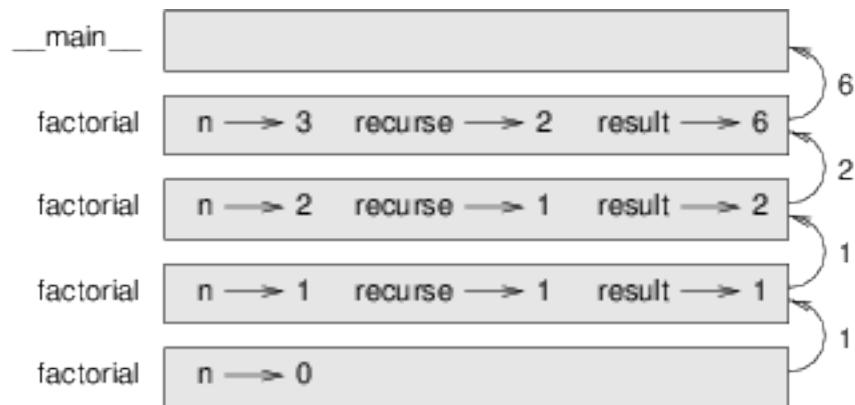 __main__
6
factorial n 3 recurse 2 result 6
2
factorial n 2 recurse 1 result 2
1
factorial n 1 recurse 1 result 1
1
factorial n 0